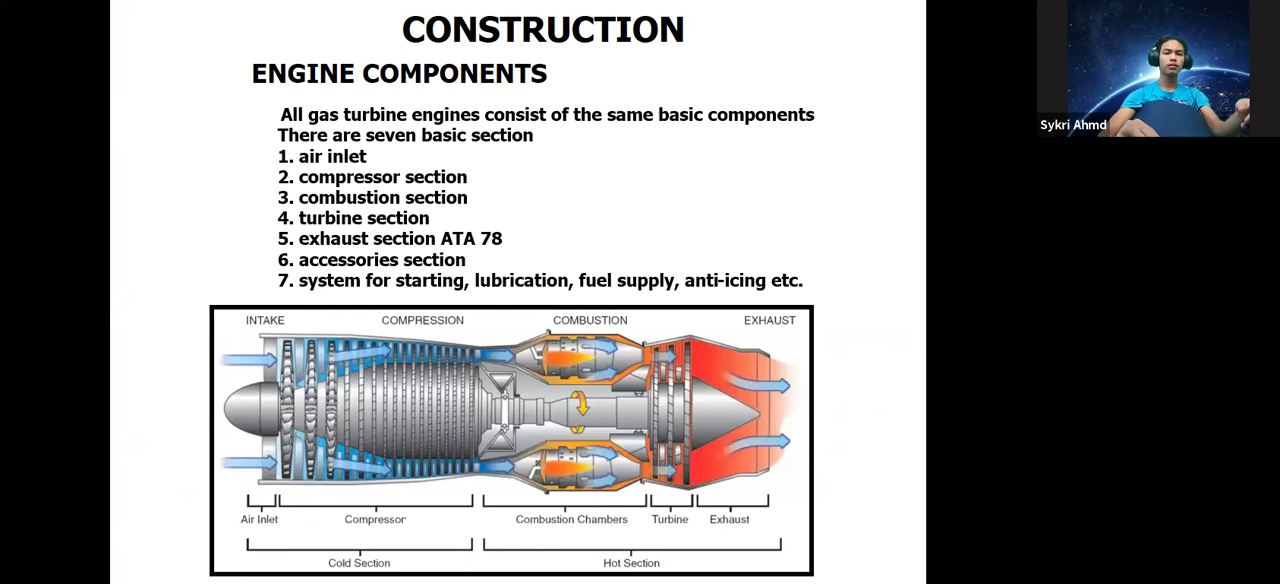 CONSTRUCTION
ENGINE COMPONENTS
All gas turbine engines consist of the same basic components
There are seven basic section
1. air inlet
2. compressor section
3. combustion section
4. turbine section
5. exhaust section ATA 78
6. accessories section
7. system for starting, lubrication, fuel supply, anti-icing etc.
INTAKE COMPRESSION COMBUSTION EXHAUST
Air Inlet Compressor Combustion Chambers Turbine Exhaust
Cold Section Hot Section
Sykri Ahmd